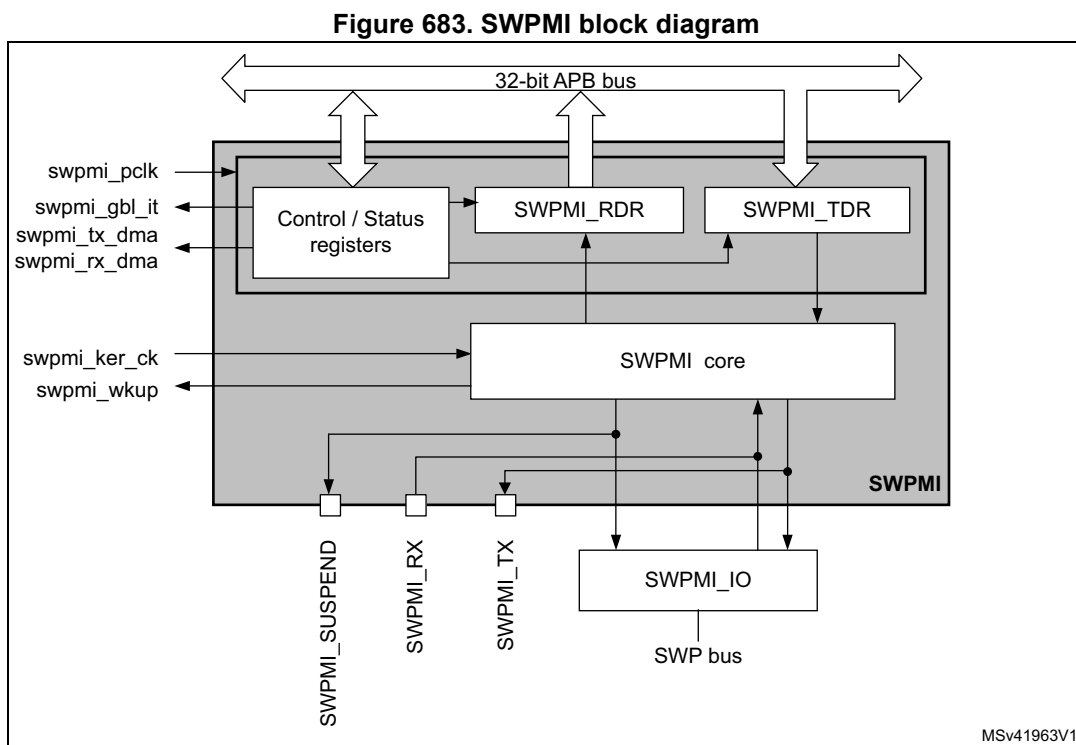 Figure 683. SWPMI block diagram
32-bit APB bus
swpmi_pclk
swpmi_gbl_it
swpmi_tx_dma
swpmi_rx_dma
Control / Status
registers
SWPMI_RDR
SWPMI_TDR
swpmi_ker_ck
swpmi_wkup
SWPMI core
SWPMI
SWPMI_SUSPEND
SWPMI_RX
SWPMI_TX
SWPMI_IO
SWP bus
MSv41963V1